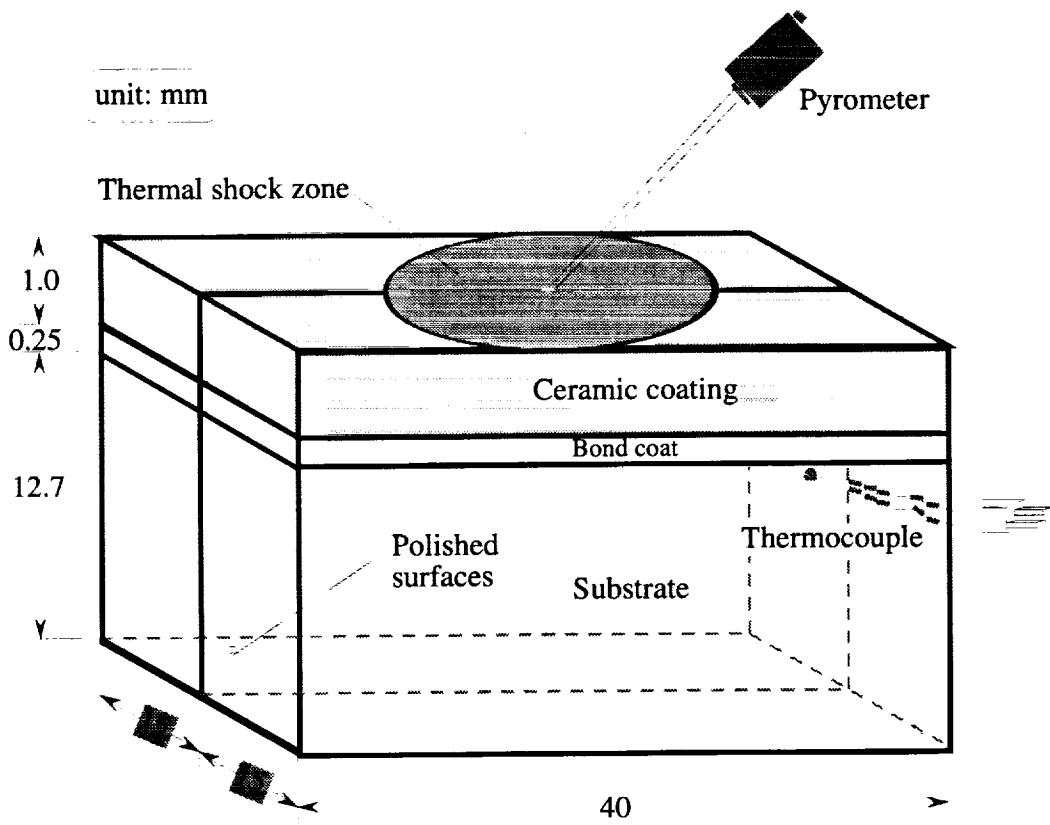 unit: mm
Pyrometer
Thermal shock zone
1.0
0.25
Ceramic coating
Bond coat
12.7
Thermocouple
Polished
surfaces
Substrate
40